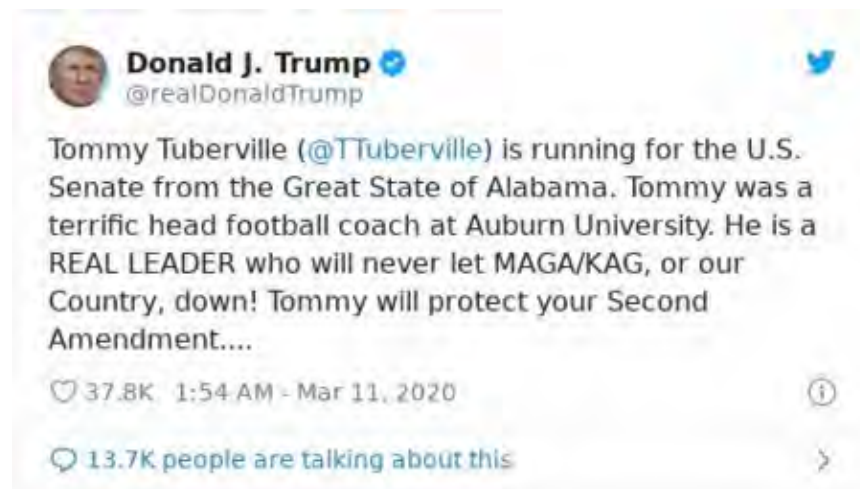 Donald J. Trump
@realDonaldTrump
Tommy Tuberville (@TTuberville) is running for the U.S.
Senate from the Great State of Alabama. Tommy was a
terrific head football coach at Auburn University. He is a
REAL LEADER who will never let MAGA/KAG, or our
Country, down! Tommy will protect your Second
Amendment....
37.8K 1:54 AM - Mar 11, 2020
13.7K people are talking about this